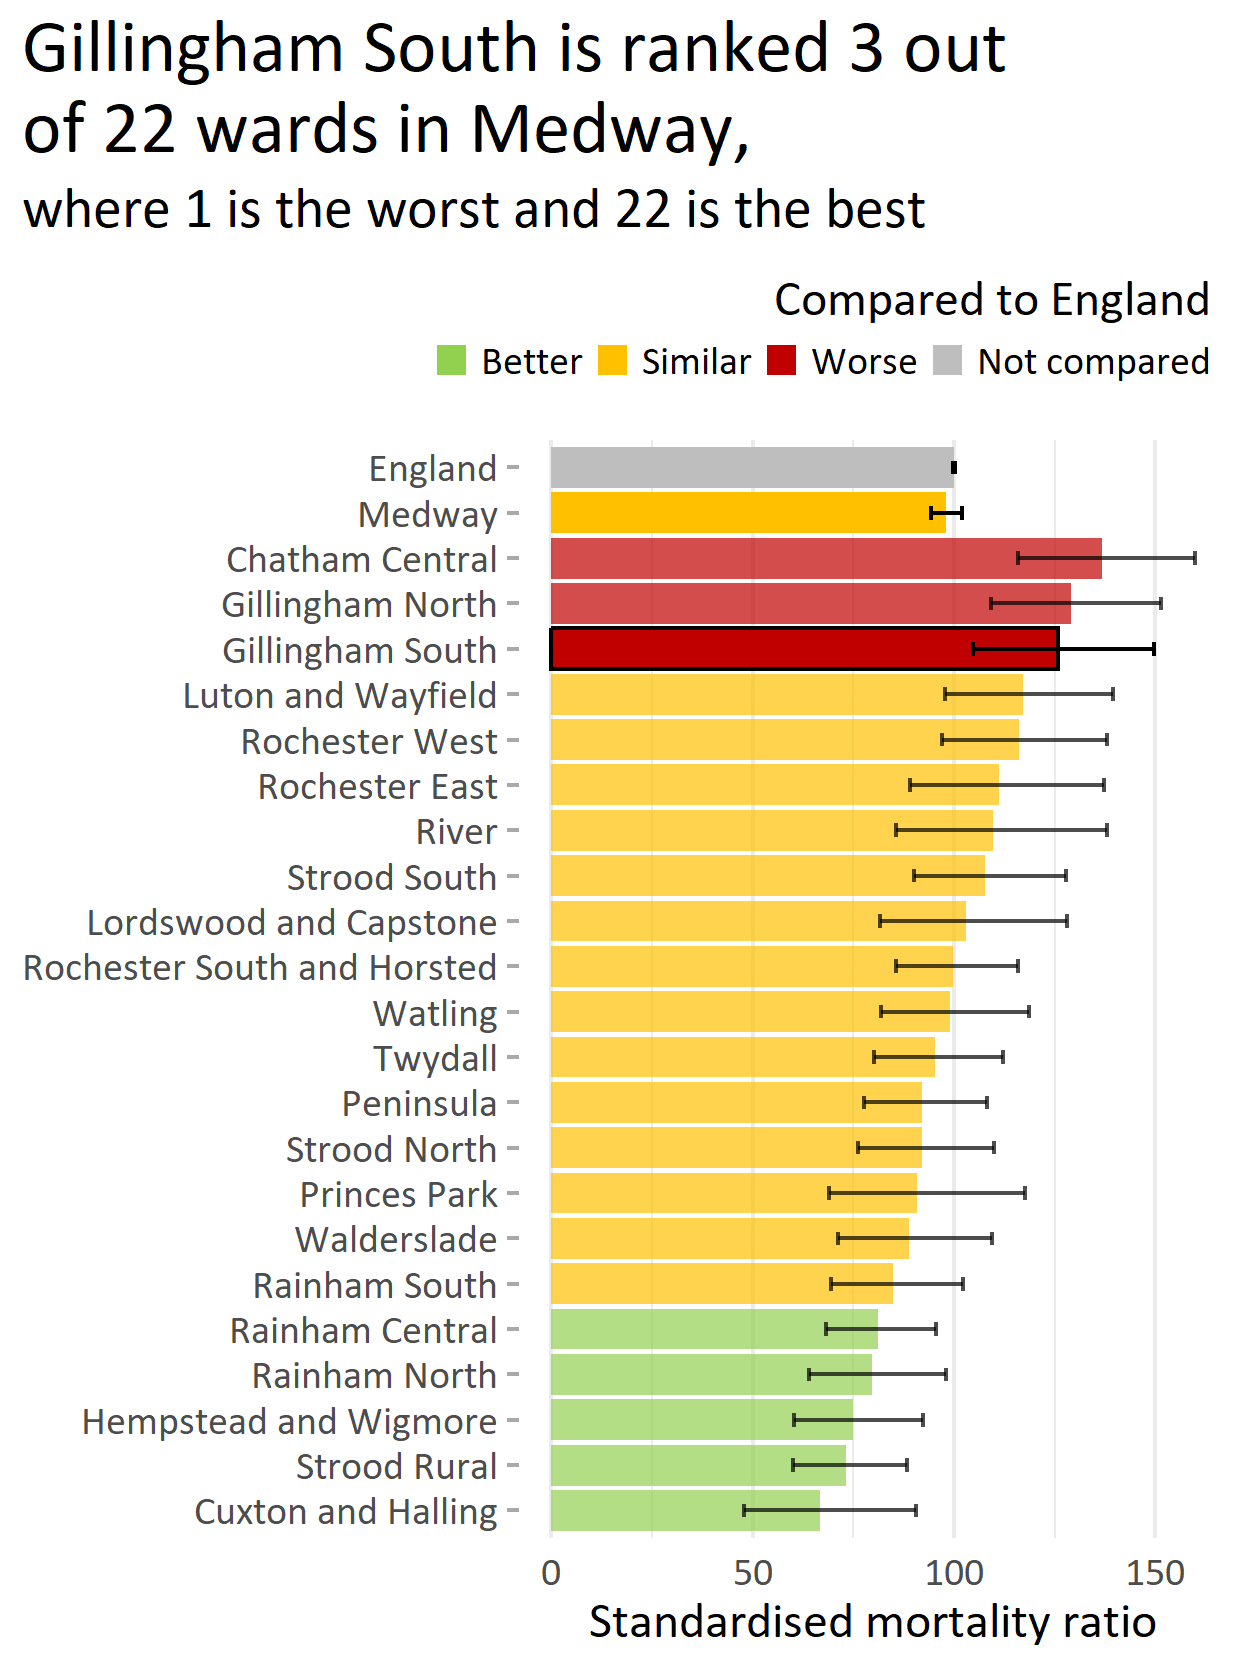 Gillingham South is ranked 3 out
of 22 wards in Medway,
where 1 is the worst and 22 is the best
Compared to England
Better Similar Worse Not compared
England
Medway
Chatham Central
Gillingham North
Gillingham South
Luton and Wayfield
Rochester West
Rochester East
River
Strood South
Lordswood and Capstone
Rochester South and Horsted
Watling
Twydall
Peninsula
Strood North
Princes Park
Walderslade
Rainham South
Rainham Central
Rainham North
Hempstead and Wigmore
Strood Rural
Cuxton and Halling
0 50 100 150
Standardised mortality ratio